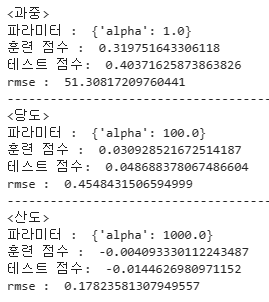 <과중>
파라미터 :  {'alpha': 1.0}
훈련 점수 :  0.319751643306118
테스트 점수:  0.40371625873863826
rmse :  51.30817209760441
----------------------------------------
<당도>
파라미터 :  {'alpha': 100.0}
훈련 점수 :  0.030928521672514187
테스트 점수:  0.048688378067486604
rmse :  0.4548431506594999
----------------------------------------
<산도>
파라미터 :  {'alpha': 1000.0}
훈련 점수 :  -0.004093330112243487
테스트 점수:  -0.0144626980971152
rmse :  0.17823581307949557